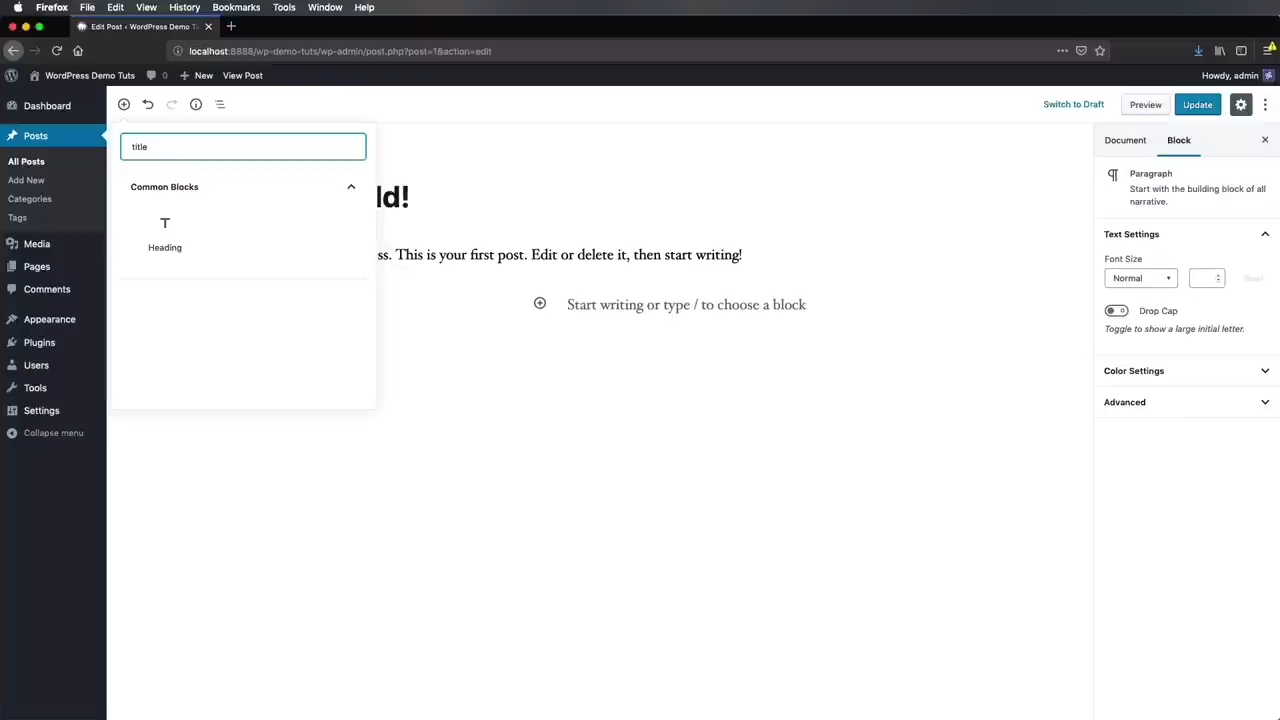 Firefox File Edit View History Bookmarks Tools Window Help
Edit Post ‹ WordPress Demo Tu
localhost:8888/wp-demo-tuts/wp-admin/post.php?post=1&action=edit
WordPress Demo Tuts 0 New View Post Howdy, admin
Dashboard
Posts
All Posts
Add New
Categories
Tags
Media
Pages
Comments
Appearance
Plugins
Users
Tools
Settings
Collapse menu
Switch to Draft Preview Update
title
Common Blocks
T
Heading
ld!
ss. This is your first post. Edit or delete it, then start writing!
Start writing or type / to choose a block
Document Block
Paragraph
Start with the building block of all
narrative.
Text Settings
Font Size
Normal Reset
Drop Cap
Toggle to show a large initial letter.
Color Settings
Advanced